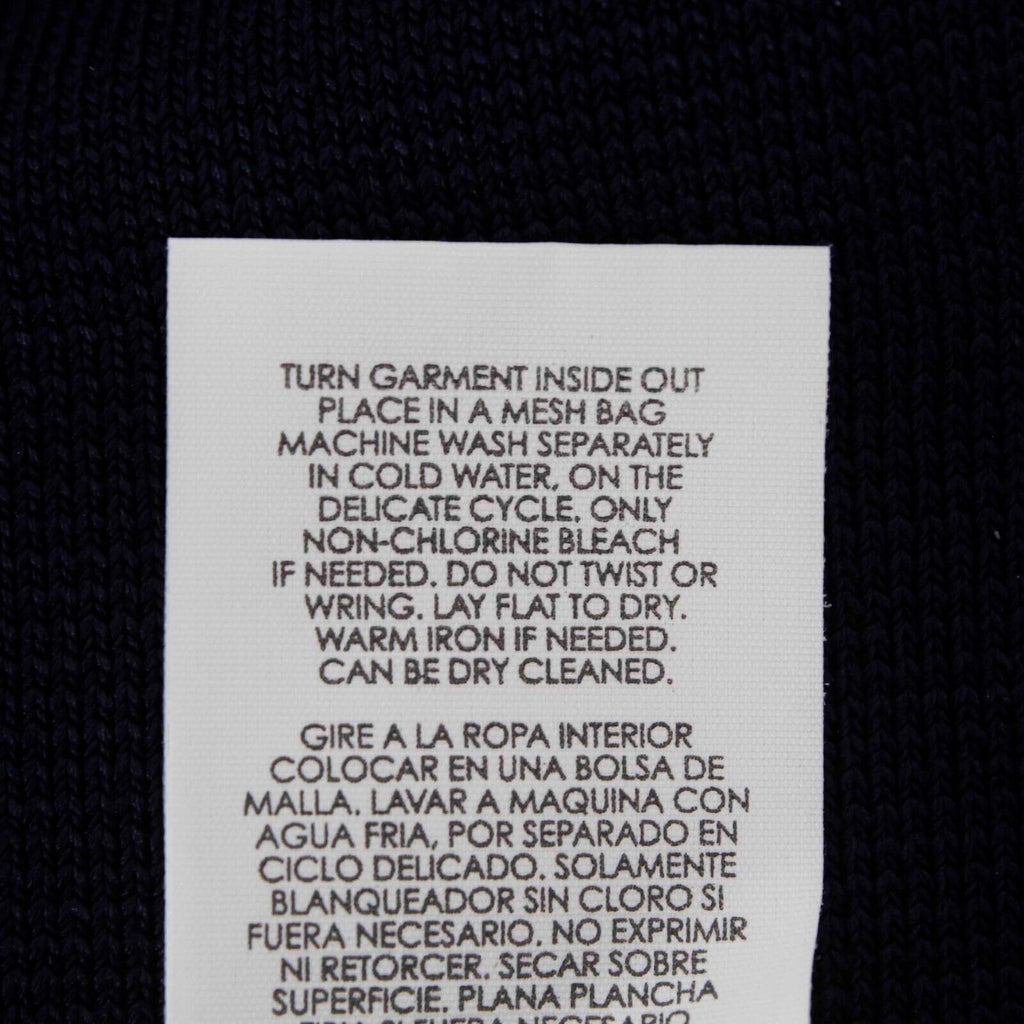 TURN GARMENT INSIDE OUT
PLACE IN A MESH BAG
MACHINE WASH SEPARATELY
IN COLD WATER, ON THE
DELICATE CYCLE. ONLY
NON-CHLORINE BLEACH
IF NEEDED. DO NOT TWIST OR
WRING. LAY FLAT TO DRY.
WARM IRON IF NEEDED.
CAN BE DRY CLEANED.
GIRE A LA ROPA INTERIOR
COLOCAR EN UNA BOLSA DE
MALLA. LAVAR A MAQUINA CON
AGUA FRIA, POR SEPARADO EN
CICLO DELICADO. SOLAMENTE
BLANQUEADOR SIN CLORO SI
FUERA NECESARIO. NO EXPRIMIR
NI RETORCER. SECAR SOBRE
SUPERFICIE. PLANA PLANCHA
SI FUERA NECESARIO